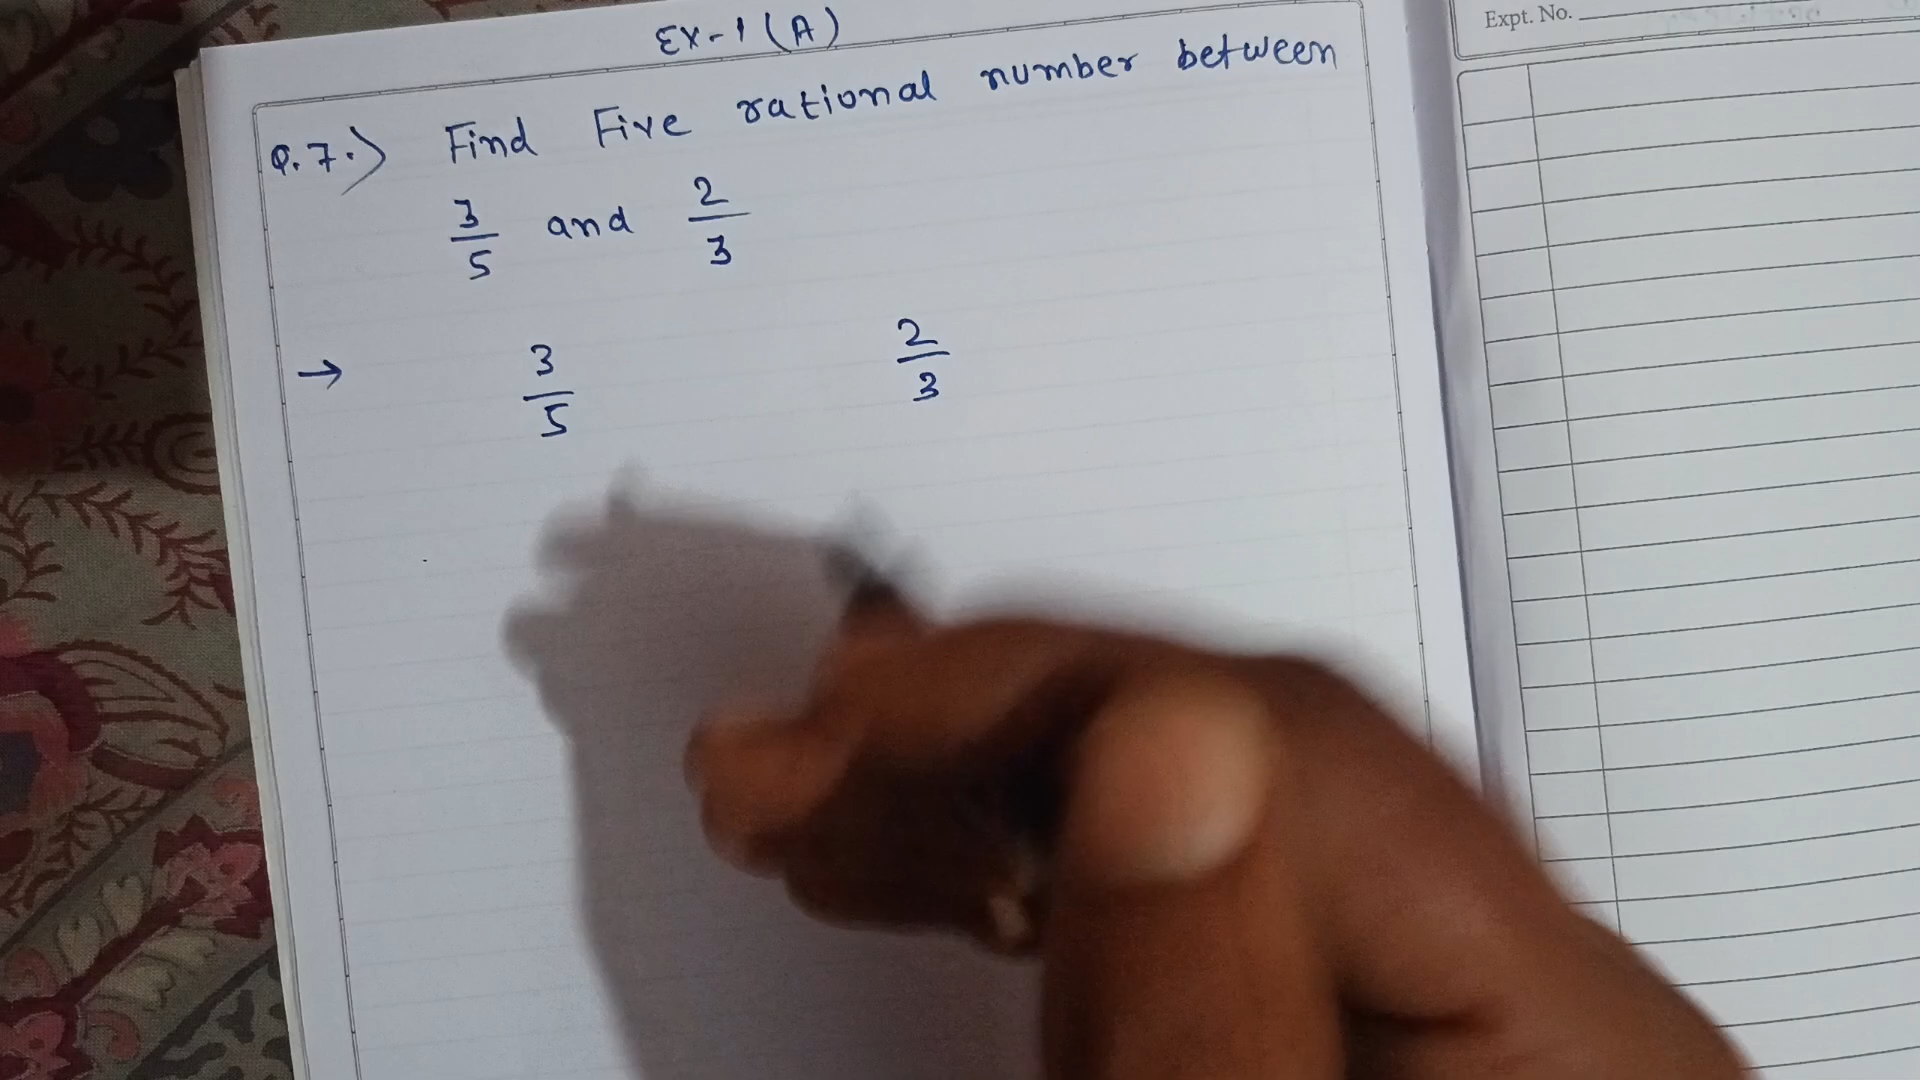 Ex-1 (A)
Q.7.) Find Five rational number between
3/5 and 2/3
→ 3/5 2/3
Expt. No.